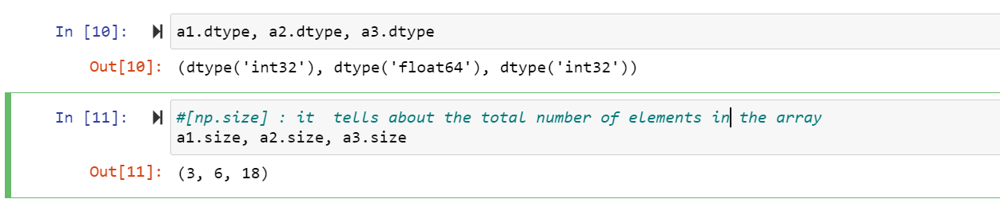 In [10]: a1.dtype, a2.dtype, a3.dtype
Out[10]: (dtype('int32'), dtype('float64'), dtype('int32'))
In [11]: #[np.size] : it  tells about the total number of elements in the array
a1.size, a2.size, a3.size
Out[11]: (3, 6, 18)